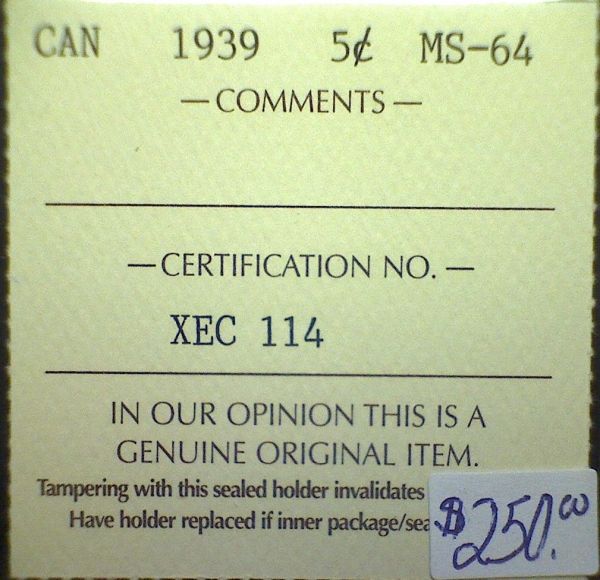 CAN 1939 5¢ MS-64
— COMMENTS —
— CERTIFICATION NO. —
XEC 114
IN OUR OPINION THIS IS A
GENUINE ORIGINAL ITEM.
Tampering with this sealed holder invalidates
Have holder replaced if inner package/sea
$250.00